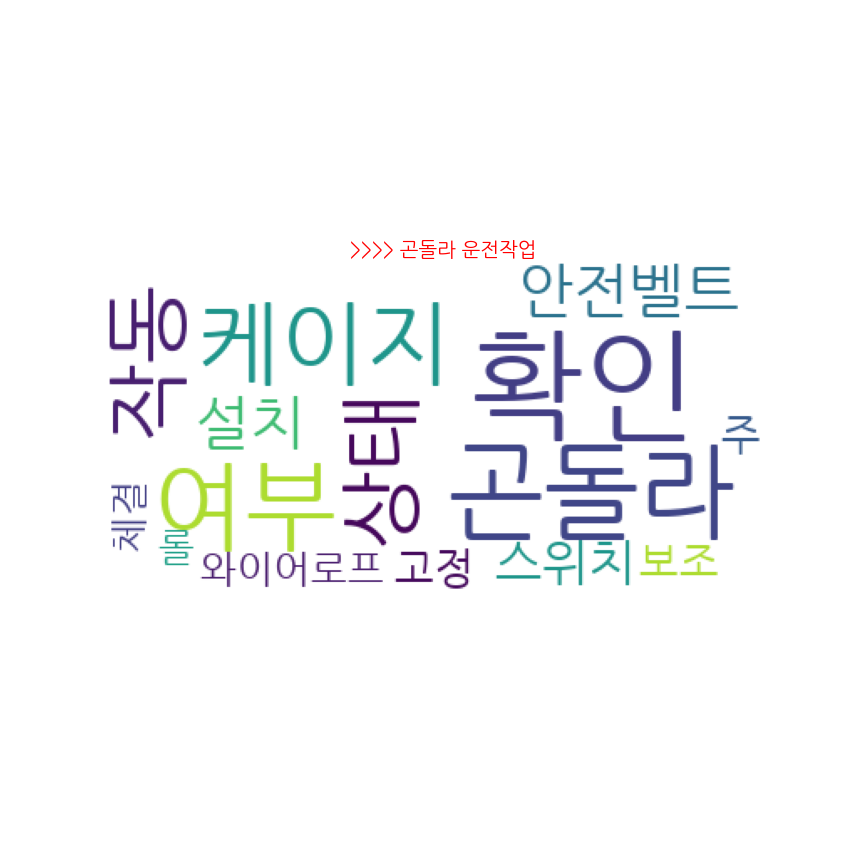 >>>> 곤돌라 운전작업
안전벨트
작동
케이지
확인
설치
상태
주
곤돌라
여부
체결
롤
와이어로프
고정
스위치
보조